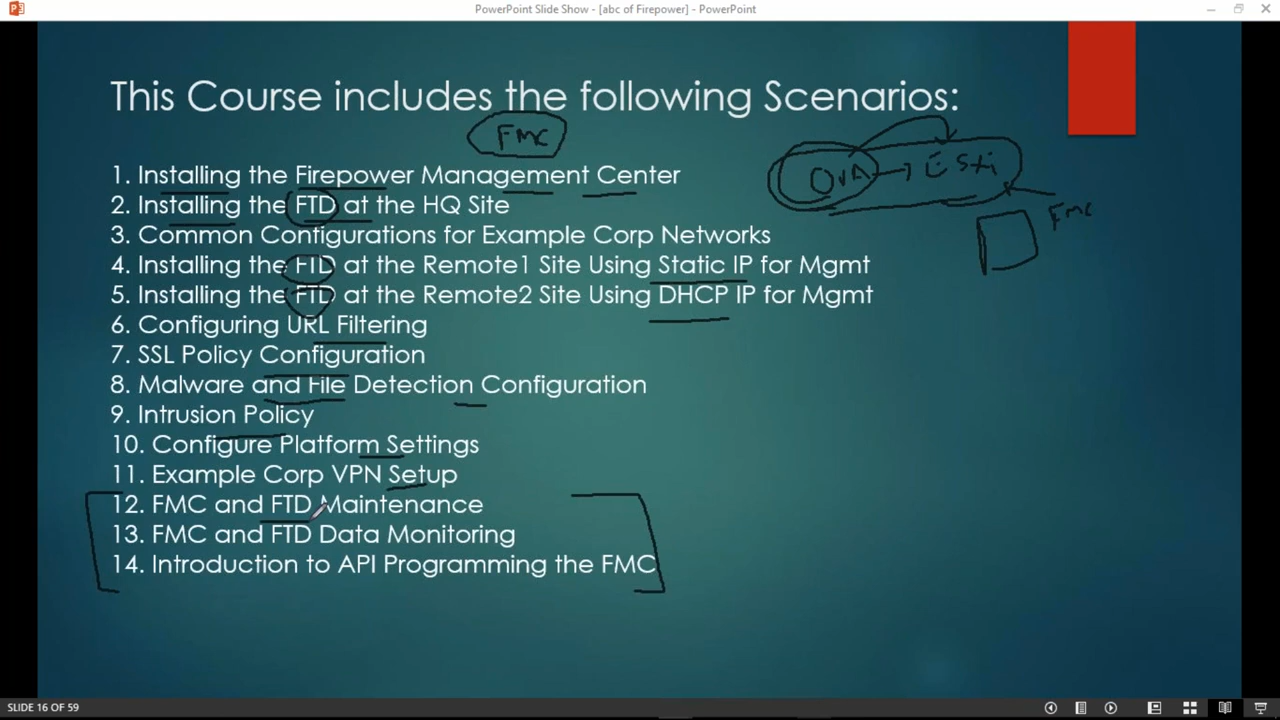 PowerPoint Slide Show - [abc of Firepower] - PowerPoint
This Course includes the following Scenarios:
FMC
1. Installing the Firepower Management Center
OVA → ESXi
2. Installing the FTD at the HQ Site
FMC
3. Common Configurations for Example Corp Networks
4. Installing the FTD at the Remote1 Site Using Static IP for Mgmt
5. Installing the FTD at the Remote2 Site Using DHCP IP for Mgmt
6. Configuring URL Filtering
7. SSL Policy Configuration
8. Malware and File Detection Configuration
9. Intrusion Policy
10. Configure Platform Settings
11. Example Corp VPN Setup
12. FMC and FTD Maintenance
13. FMC and FTD Data Monitoring
14. Introduction to API Programming the FMC
SLIDE 16 OF 59